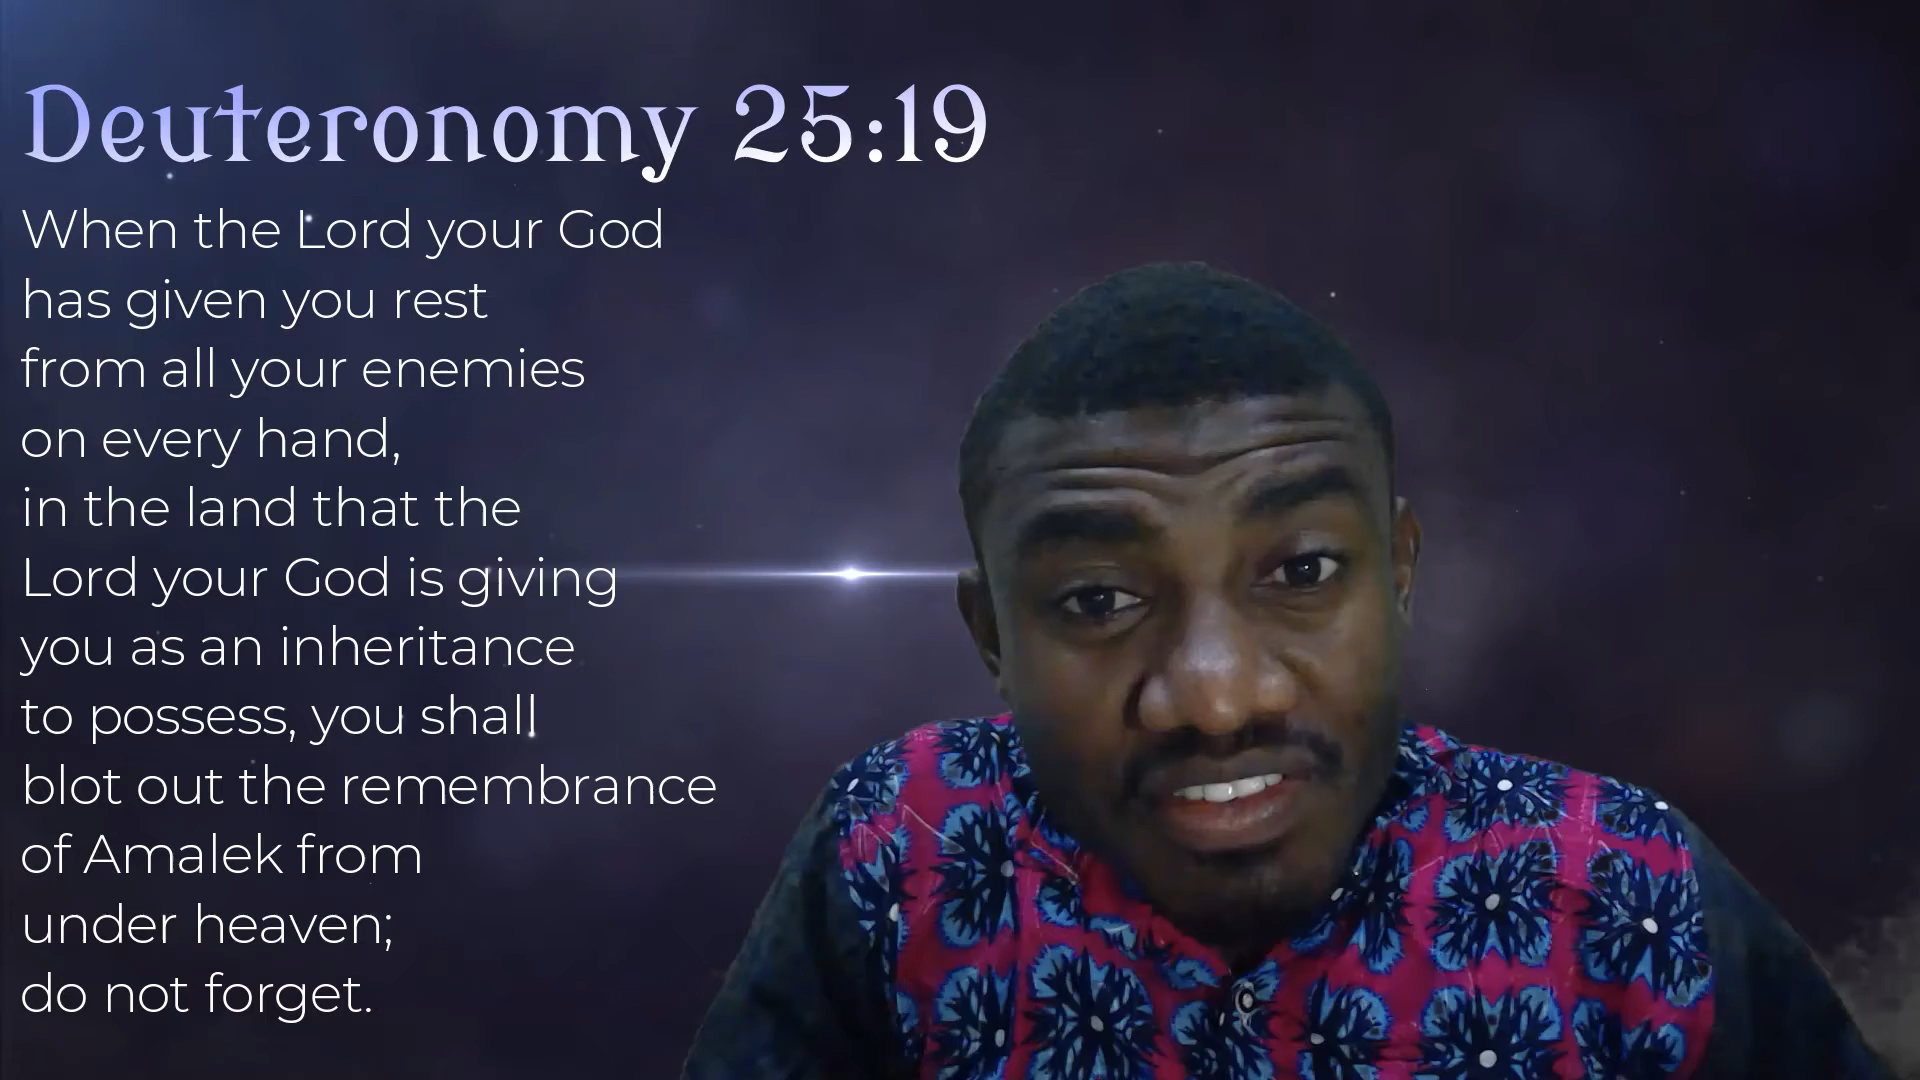 Deuteronomy 25:19
When the Lord your God
has given you rest
from all your enemies
on every hand,
in the land that the
Lord your God is giving
you as an inheritance
to possess, you shall
blot out the remembrance
of Amalek from
under heaven;
do not forget.